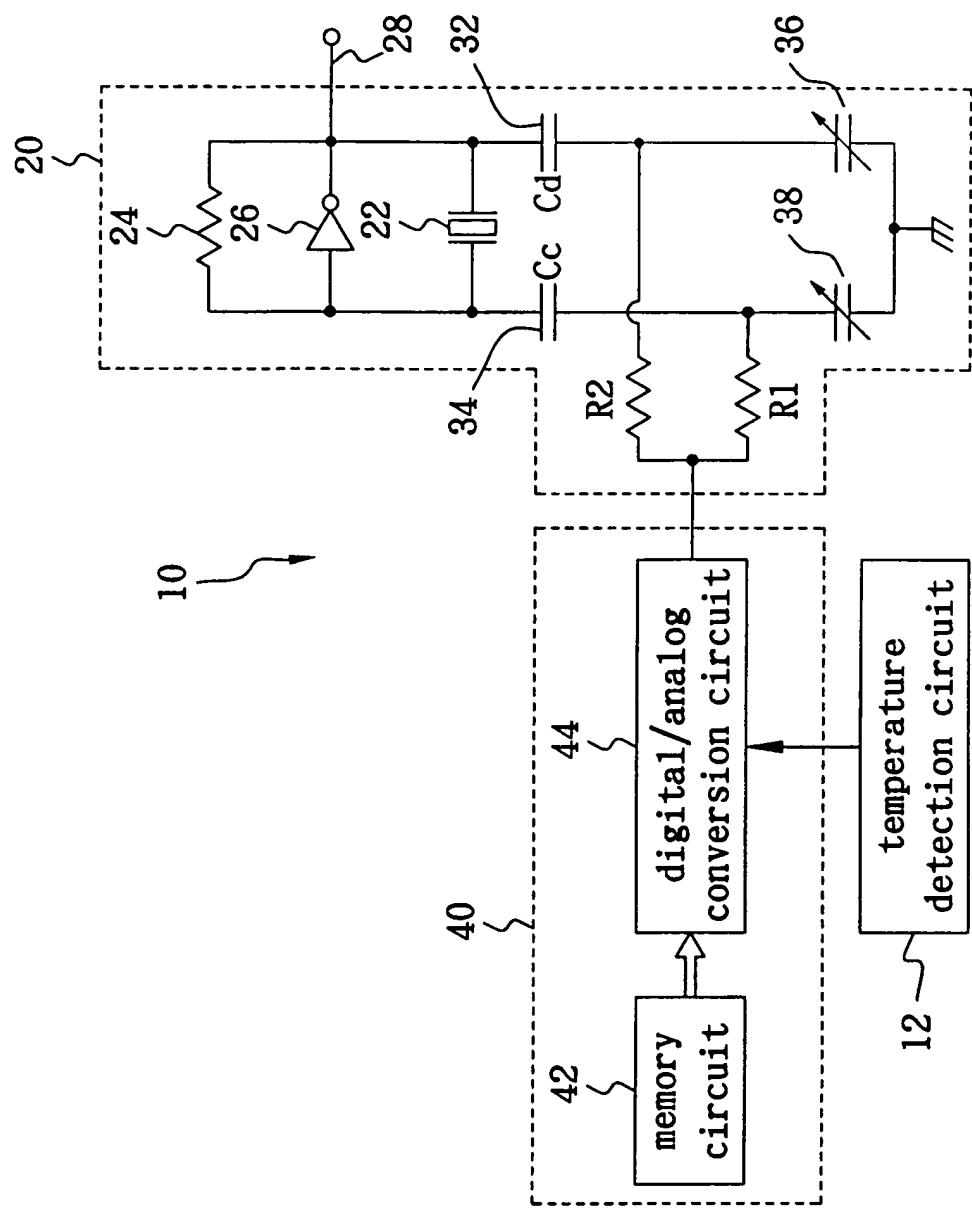 10
20
24
26
28
22
32
34
Cc
Cd
R2
R1
36
38
40
44
digital/analog
conversion circuit
42
memory
circuit
temperature
detection circuit
12